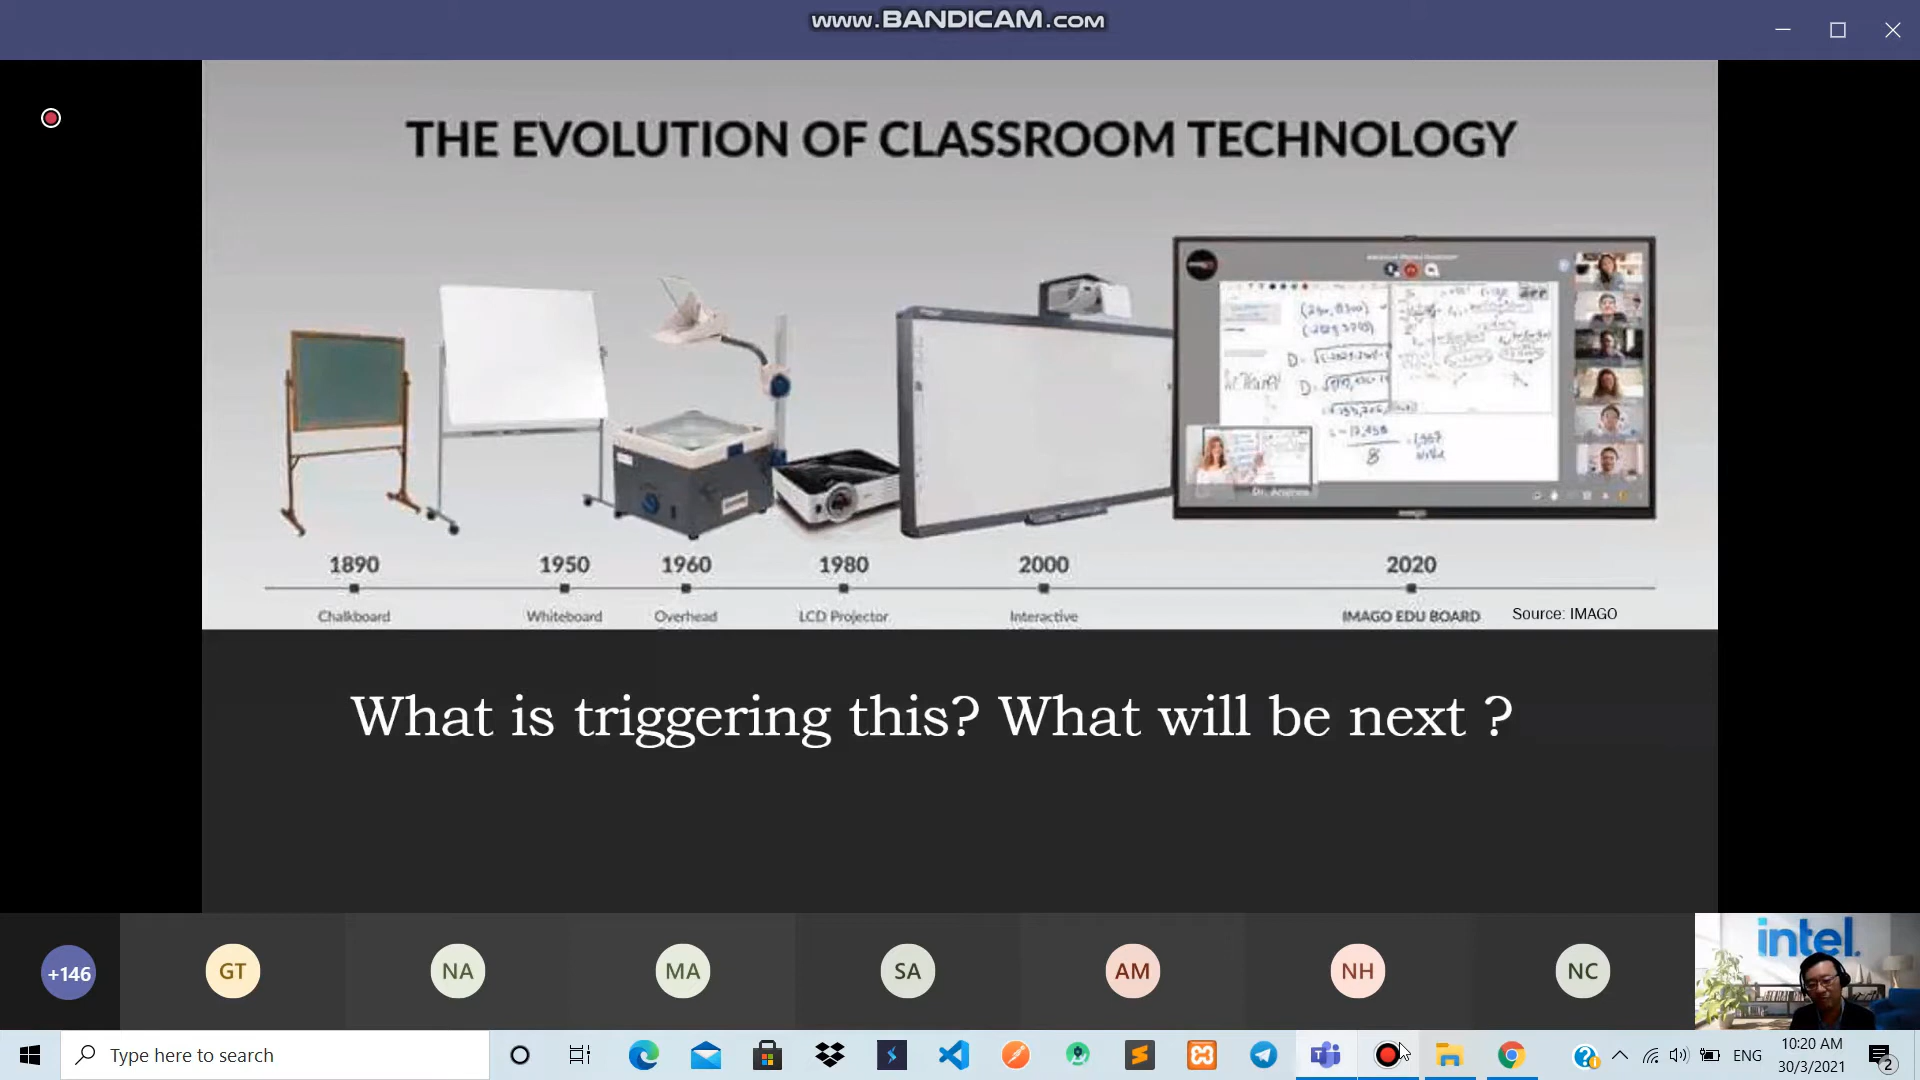 www.BANDICAM.com
THE EVOLUTION OF CLASSROOM TECHNOLOGY
1890
1950
1960
1980
2000
2020
Chalkboard
Whiteboard
Overhead
LCD Projector
Interactive
IMAGO EDU BOARD
Source: IMAGO
What is triggering this? What will be next ?
+146
GT
NA
MA
SA
AM
NH
NC
intel.
Type here to search
ENG
10:20 AM
30/3/2021
2